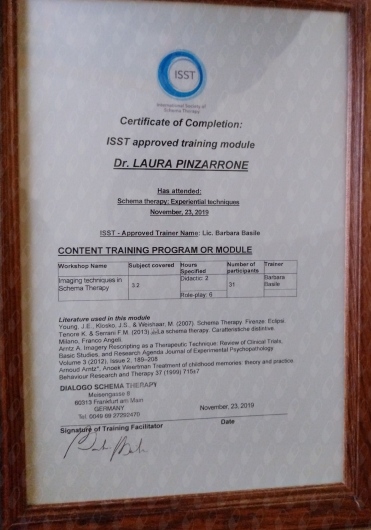 ISST
International Society of
Schema Therapy
Certificate of Completion:
ISST approved training module
Dr. LAURA PINZARRONE
Has attended:
Schema therapy: Experiential techniques
November, 23, 2019
ISST - Approved Trainer Name: Lic. Barbara Basile
CONTENT TRAINING PROGRAM OR MODULE
Workshop Name Subject covered Hours Specified Number of participants Trainer
Imaging techniques in Schema Therapy 3.2 Didactic: 2 Role-play: 6 31 Barbara Basile
Literature used in this module
Young, J.E., Klosko, J.S., & Weishaar, M. (2007). Schema Therapy. Firenze: Eclipsi.
Tenore K. & Serrani F.M. (2013) La schema therapy. Caratteristiche distintive.
Milano, Franco Angeli.
Arntz A. Imagery Rescripting as a Therapeutic Technique: Review of Clinical Trials,
Basic Studies, and Research Agenda Journal of Experimental Psychopathology
Volume 3 (2012), Issue 2, 189–208
Arnoud Arntz*, Anoek Weertman Treatment of childhood memories: theory and practice
Behaviour Research and Therapy 37 (1999) 715
DIALOGO SCHEMA THERAPY
60313 Frankfurt am Main
GERMANY
Tel. 0049 69 27292470
November, 23, 2019
Signature of Training Facilitator
Date